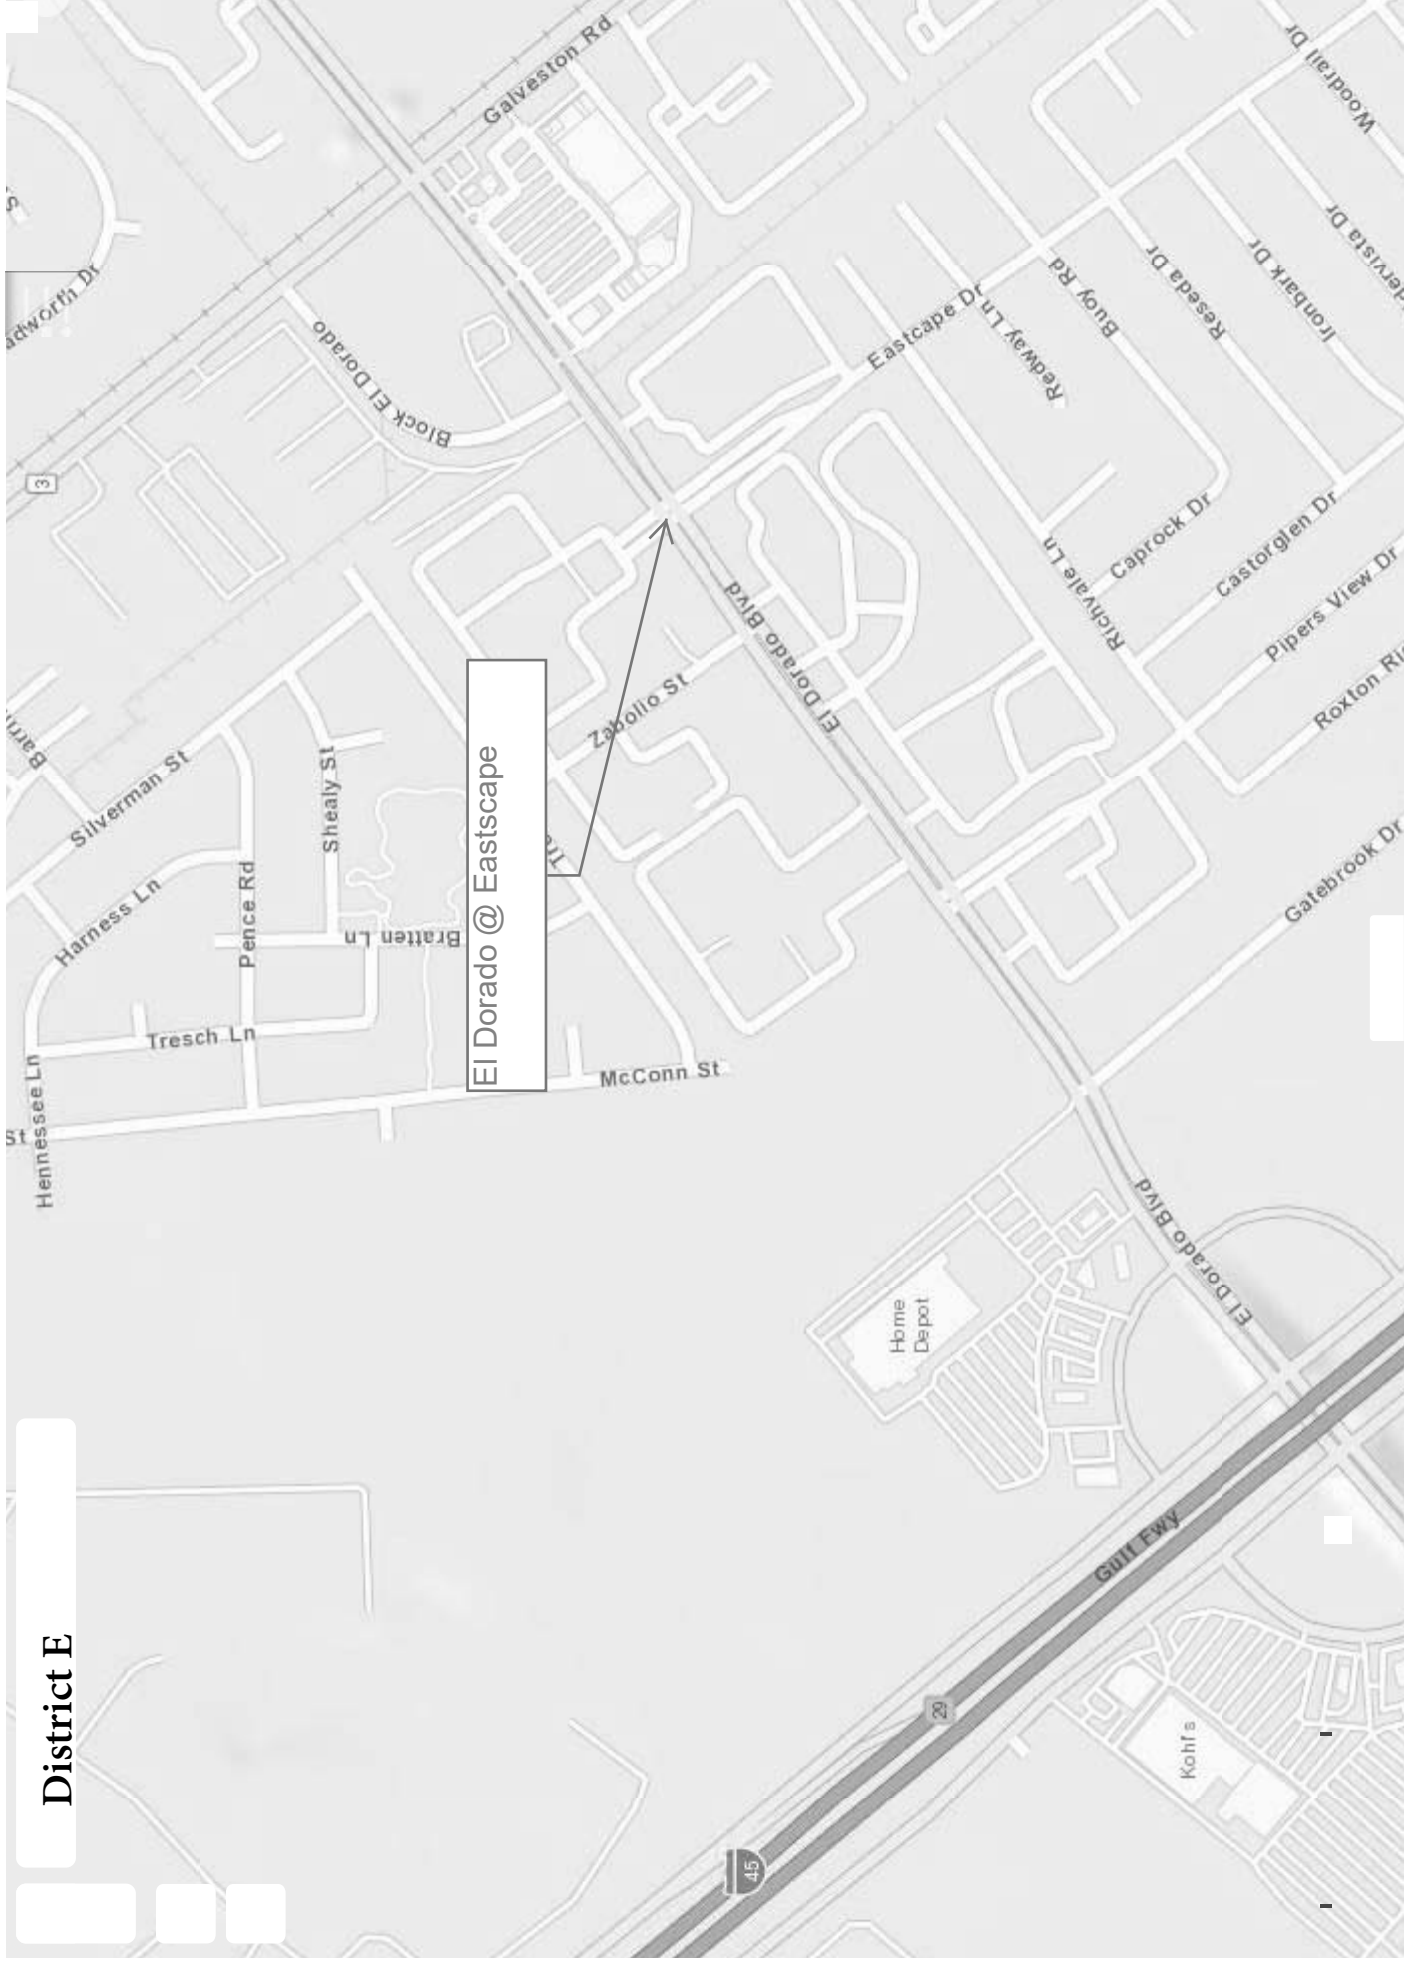 District E
El Dorado @ Eastscape
Galveston Rd
Woodrail Dr
adworth Dr
Block El Dorado
3
Eastcape Dr
Redway Ln
Buoy Rd
Reseda Dr
Ironbark Dr
dervista Dr
Silverman St
Shealy St
Zabolio St
El Dorado Blvd
Richvale Ln
Caprock Dr
Castorglen Dr
Pipers View Dr
Harness Ln
Pence Rd
Bratten Ln
Tresch Ln
Hennessee Ln
St
McConn St
Gatebrook Dr
El Dorado Blvd
Home
Depot
Gulf Fwy
29
45
Kohl's